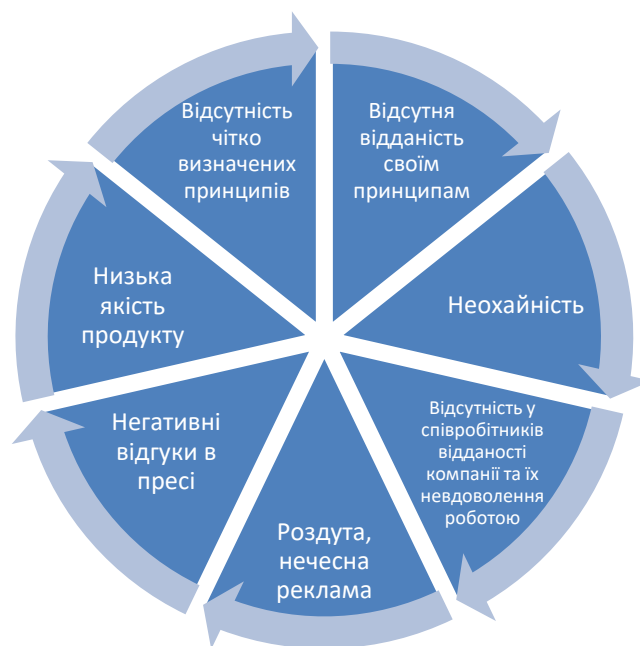 Відсутність
чітко
визначених
принципів
Відсутня
відданість
своїм
принципам
Неохайність
Відсутність у
співробітників
відданості
компанії та їх
невдоволення
роботою
Роздута,
нечесна
реклама
Негативні
відгуки в
пресі
Низька
якість
продукту